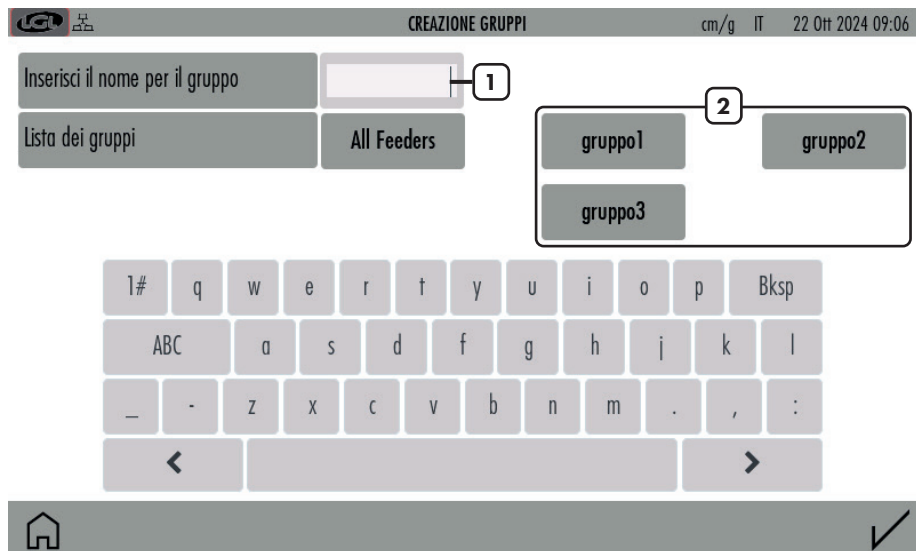 LGL CREAZIONE GRUPPI cm/g IT 22 Ott 2024 09:06
Inserisci il nome per il gruppo 1
2
Lista dei gruppi All Feeders gruppo1 gruppo2
gruppo3
1# q w e r t y u i o p Bksp
ABC a s d f g h j k l
_ - z x c v b n m . , :
< >